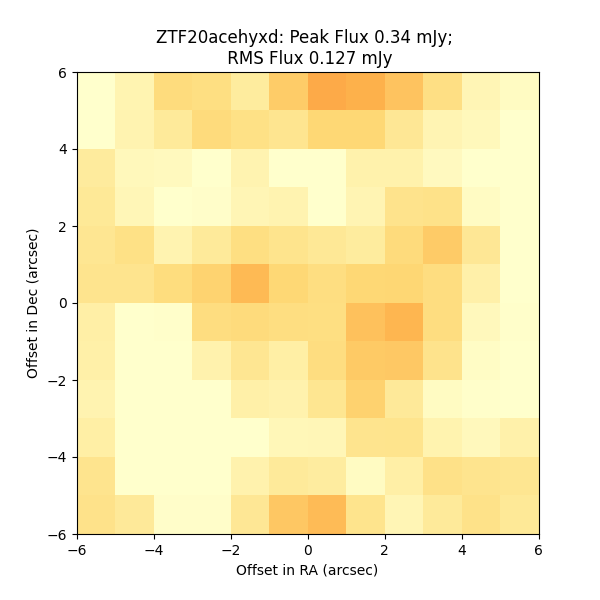 ZTF20acehyxd: Peak Flux 0.34 mJy;
RMS Flux 0.127 mJy
6
4
2
0
−2
−4
−6
Offset in Dec (arcsec)
−6 −4 −2 0 2 4 6
Offset in RA (arcsec)